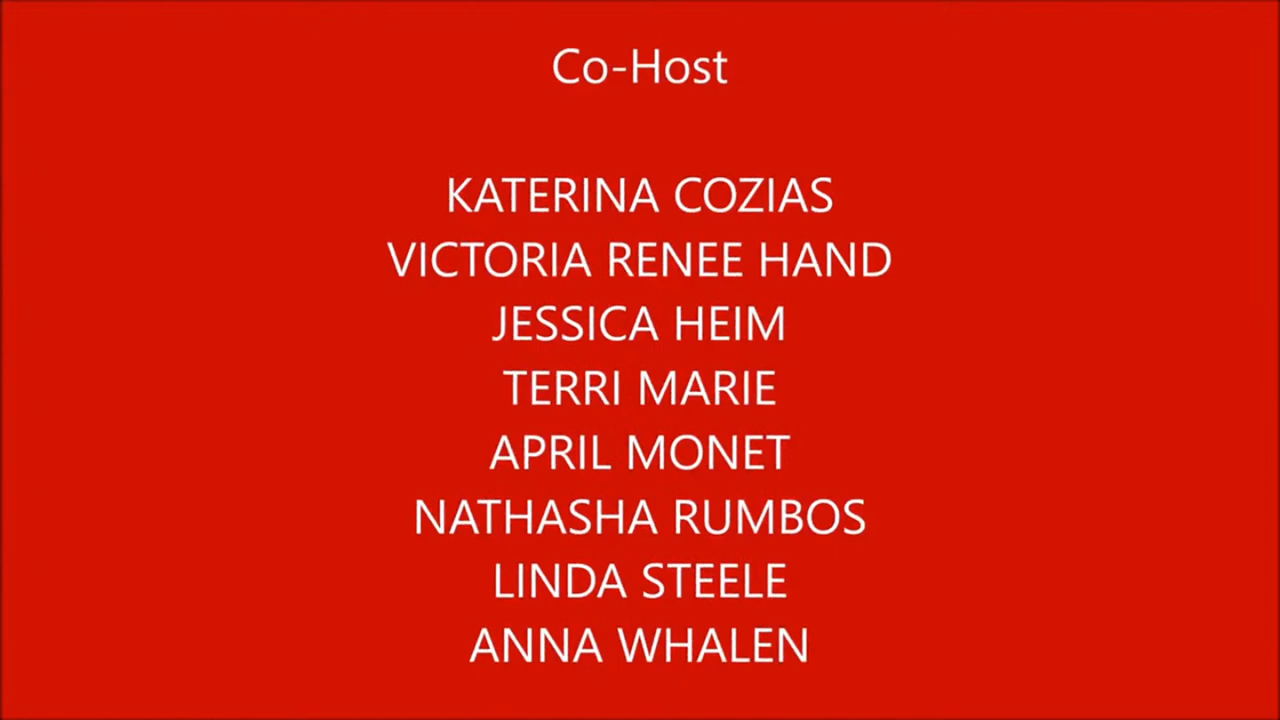 Co-Host
KATERINA COZIAS
VICTORIA RENEE HAND
JESSICA HEIM
TERRI MARIE
APRIL MONET
NATHASHA RUMBOS
LINDA STEELE
ANNA WHALEN